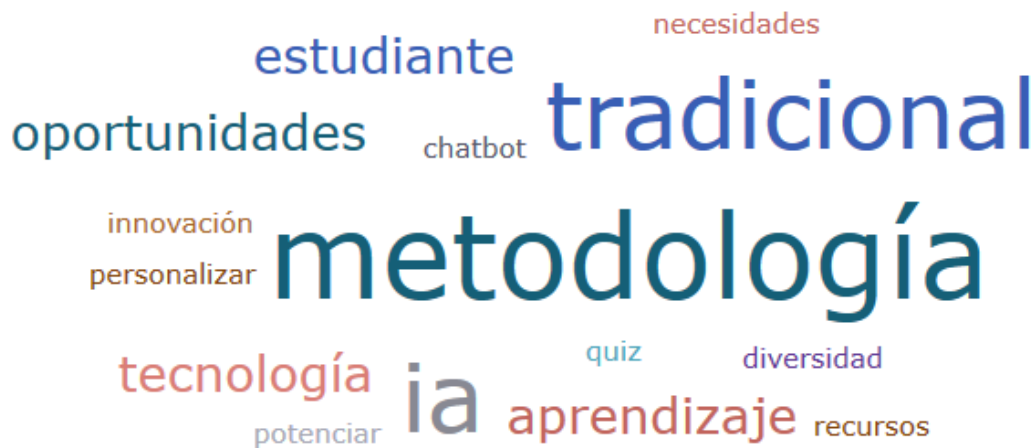 necesidades
estudiante
tradicional
oportunidades
chatbot
innovación
metodología
personalizar
quiz
diversidad
tecnología
ia
aprendizaje
recursos
potenciar